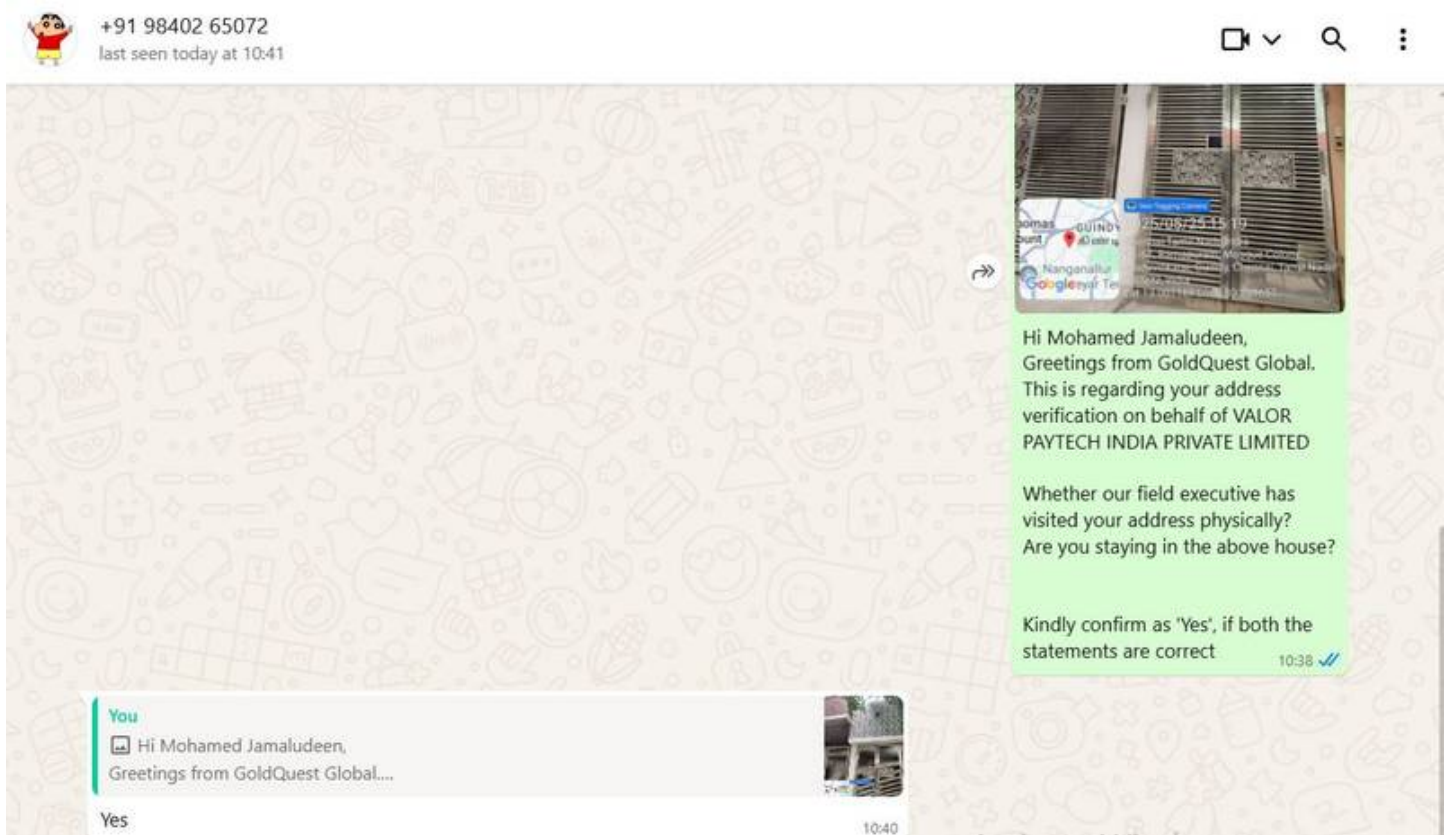 +91 98402 65072
last seen today at 10:41
GUINDY
Nanganallur
Google
Hi Mohamed Jamaludeen,
Greetings from GoldQuest Global.
This is regarding your address
verification on behalf of VALOR
PAYTECH INDIA PRIVATE LIMITED
Whether our field executive has
visited your address physically?
Are you staying in the above house?
Kindly confirm as 'Yes', if both the
statements are correct
10:38
You
Hi Mohamed Jamaludeen,
Greetings from GoldQuest Global....
Yes
10:40